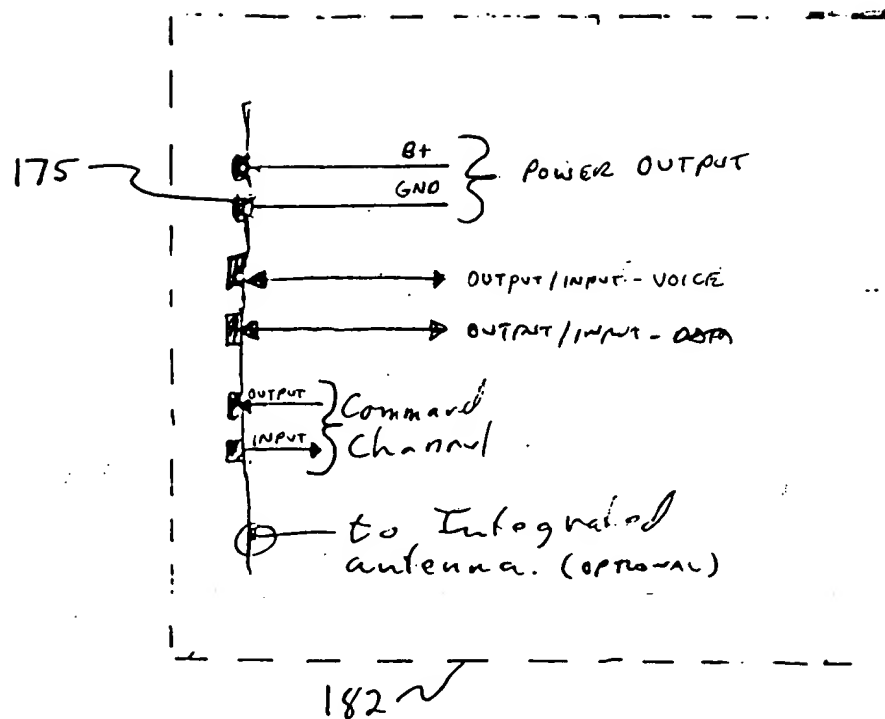 B+
175
GND
POWER OUTPUT
OUTPUT/INPUT - VOICE
OUTPUT/INPUT - DATA
OUTPUT
INPUT
Command
Channel
to Integrated
antenna. (OPTIONAL)
182